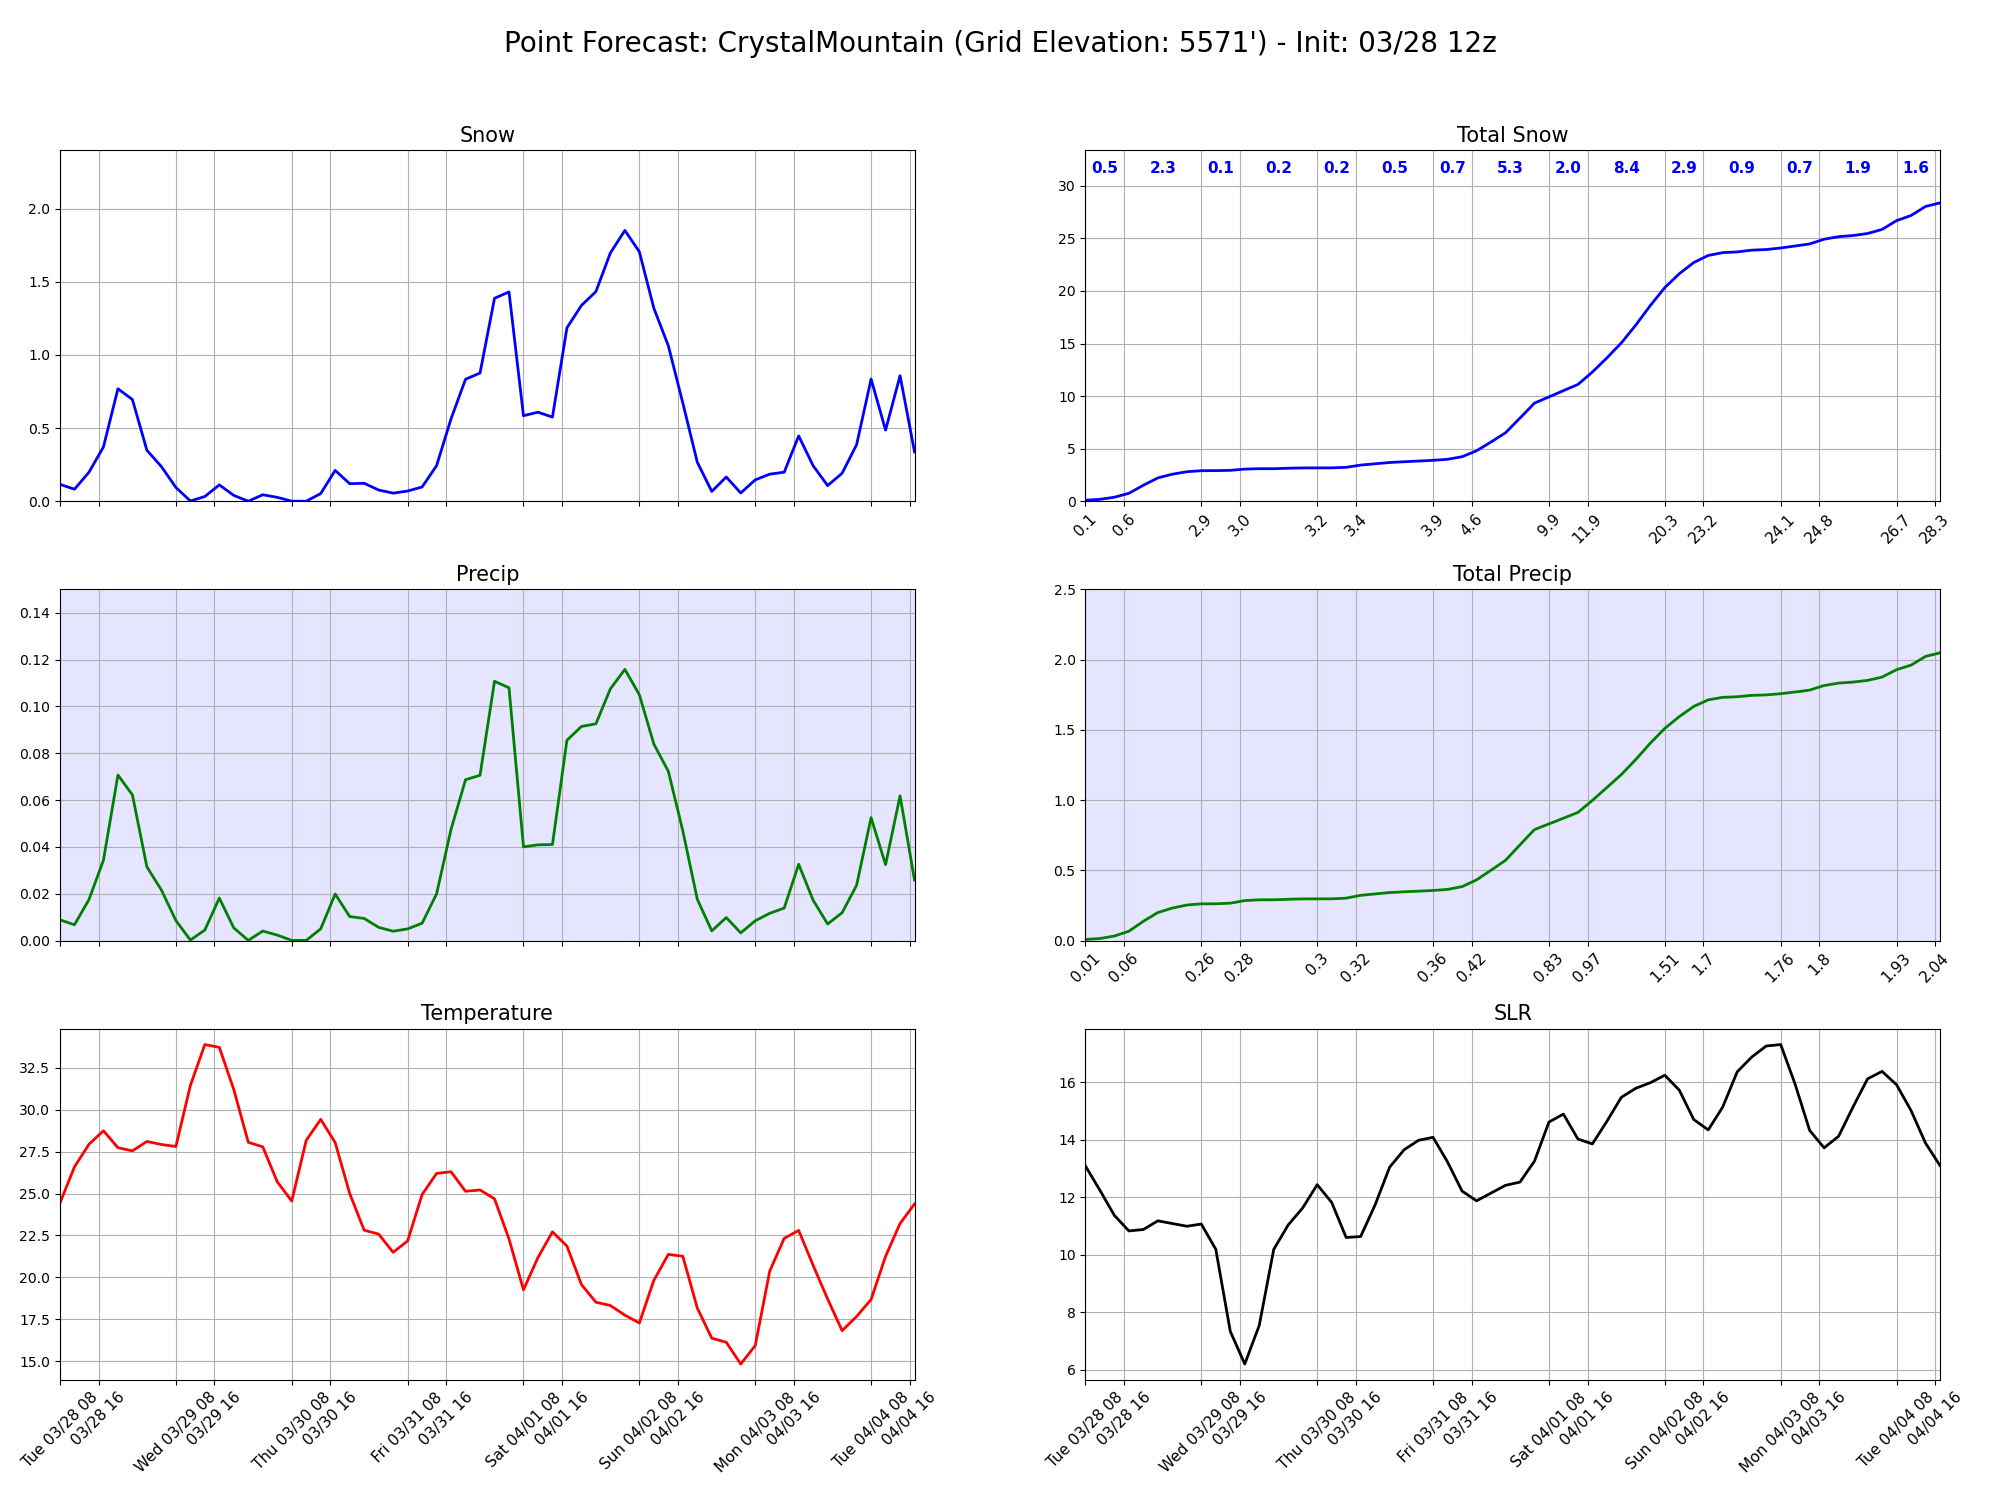 Point Forecast: CrystalMountain (Grid Elevation: 5571') - Init: 03/28 12z
Snow
2.0
1.5
1.0
0.5
0.0
Total Snow
0.5 2.3 0.1 0.2 0.2 0.5 0.7 5.3 2.0 8.4 2.9 0.9 0.7 1.9 1.6
30
25
20
15
10
5
0
0.1 0.6 2.9 3.0 3.2 3.4 3.9 4.6 9.9 11.9 20.3 23.2 24.1 24.8 26.7 28.3
Precip
0.14
0.12
0.10
0.08
0.06
0.04
0.02
0.00
Total Precip
2.5
2.0
1.5
1.0
0.5
0.0
0.01 0.06 0.26 0.28 0.3 0.32 0.36 0.42 0.83 0.97 1.51 1.7 1.76 1.8 1.93 2.04
Temperature
32.5
30.0
27.5
25.0
22.5
20.0
17.5
15.0
Tue 03/28 08
03/28 16
Wed 03/29 08
03/29 16
Thu 03/30 08
03/30 16
Fri 03/31 08
03/31 16
Sat 04/01 08
04/01 16
Sun 04/02 08
04/02 16
Mon 04/03 08
04/03 16
Tue 04/04 08
04/04 16
SLR
16
14
12
10
8
6
Tue 03/28 08
03/28 16
Wed 03/29 08
03/29 16
Thu 03/30 08
03/30 16
Fri 03/31 08
03/31 16
Sat 04/01 08
04/01 16
Sun 04/02 08
04/02 16
Mon 04/03 08
04/03 16
Tue 04/04 08
04/04 16